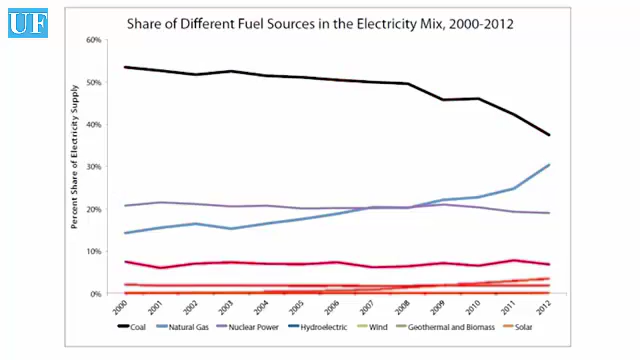 UF
Share of Different Fuel Sources in the Electricity Mix, 2000-2012
Percent Share of Electricity Supply
60%
50%
40%
30%
20%
10%
0%
2000 2001 2002 2003 2004 2005 2006 2007 2008 2009 2010 2011 2012
Coal Natural Gas Nuclear Power Hydroelectric Wind Geothermal and Biomass Solar